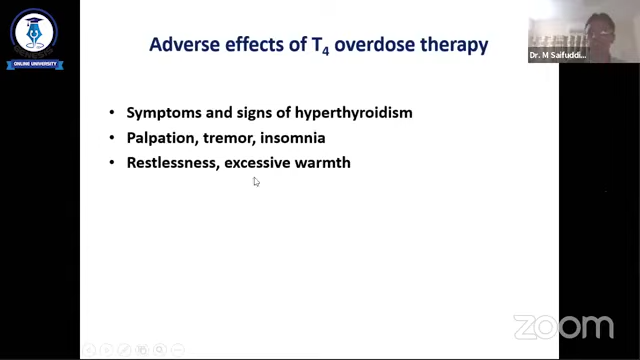 Adverse effects of T4 overdose therapy
Dr. M Saifuddi...
ONLINE UNIVERSITY
• Symptoms and signs of hyperthyroidism
• Palpation, tremor, insomnia
• Restlessness, excessive warmth
zoom